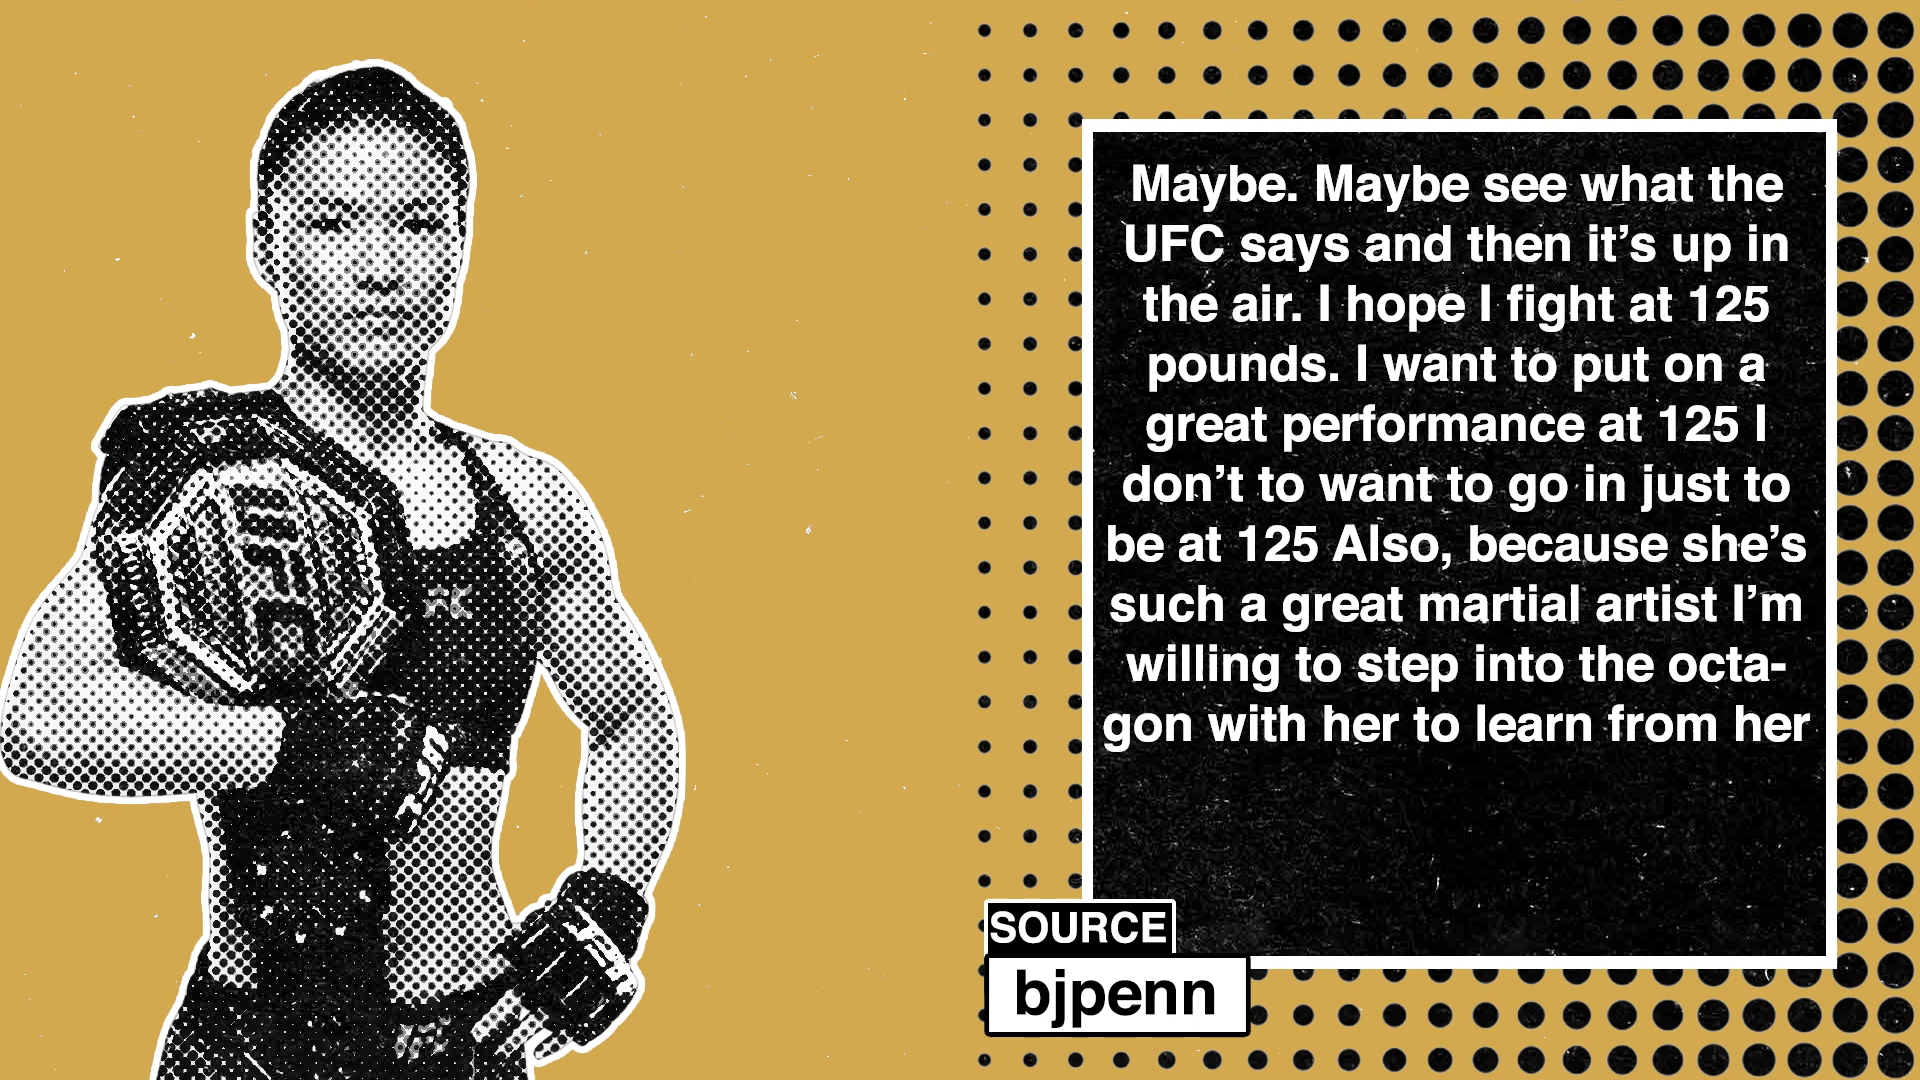 Maybe. Maybe see what the
UFC says and then it’s up in
the air. I hope I fight at 125
pounds. I want to put on a
great performance at 125 I
don’t to want to go in just to
be at 125 Also, because she’s
such a great martial artist I’m
willing to step into the octa-
gon with her to learn from her
SOURCE
bjpenn